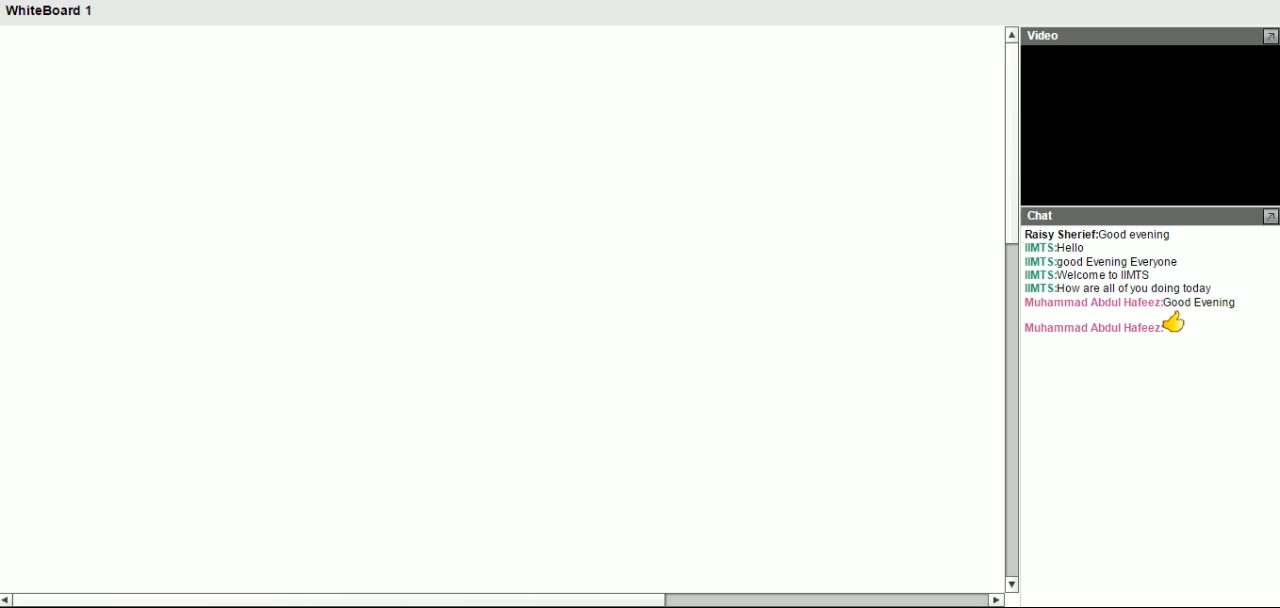 WhiteBoard 1
Video
Chat
Raisy Sherief:Good evening
IIMTS:Hello
IIMTS:good Evening Everyone
IIMTS:Welcome to IIMTS
IIMTS:How are all of you doing today
Muhammad Abdul Hafeez:Good Evening
Muhammad Abdul Hafeez: